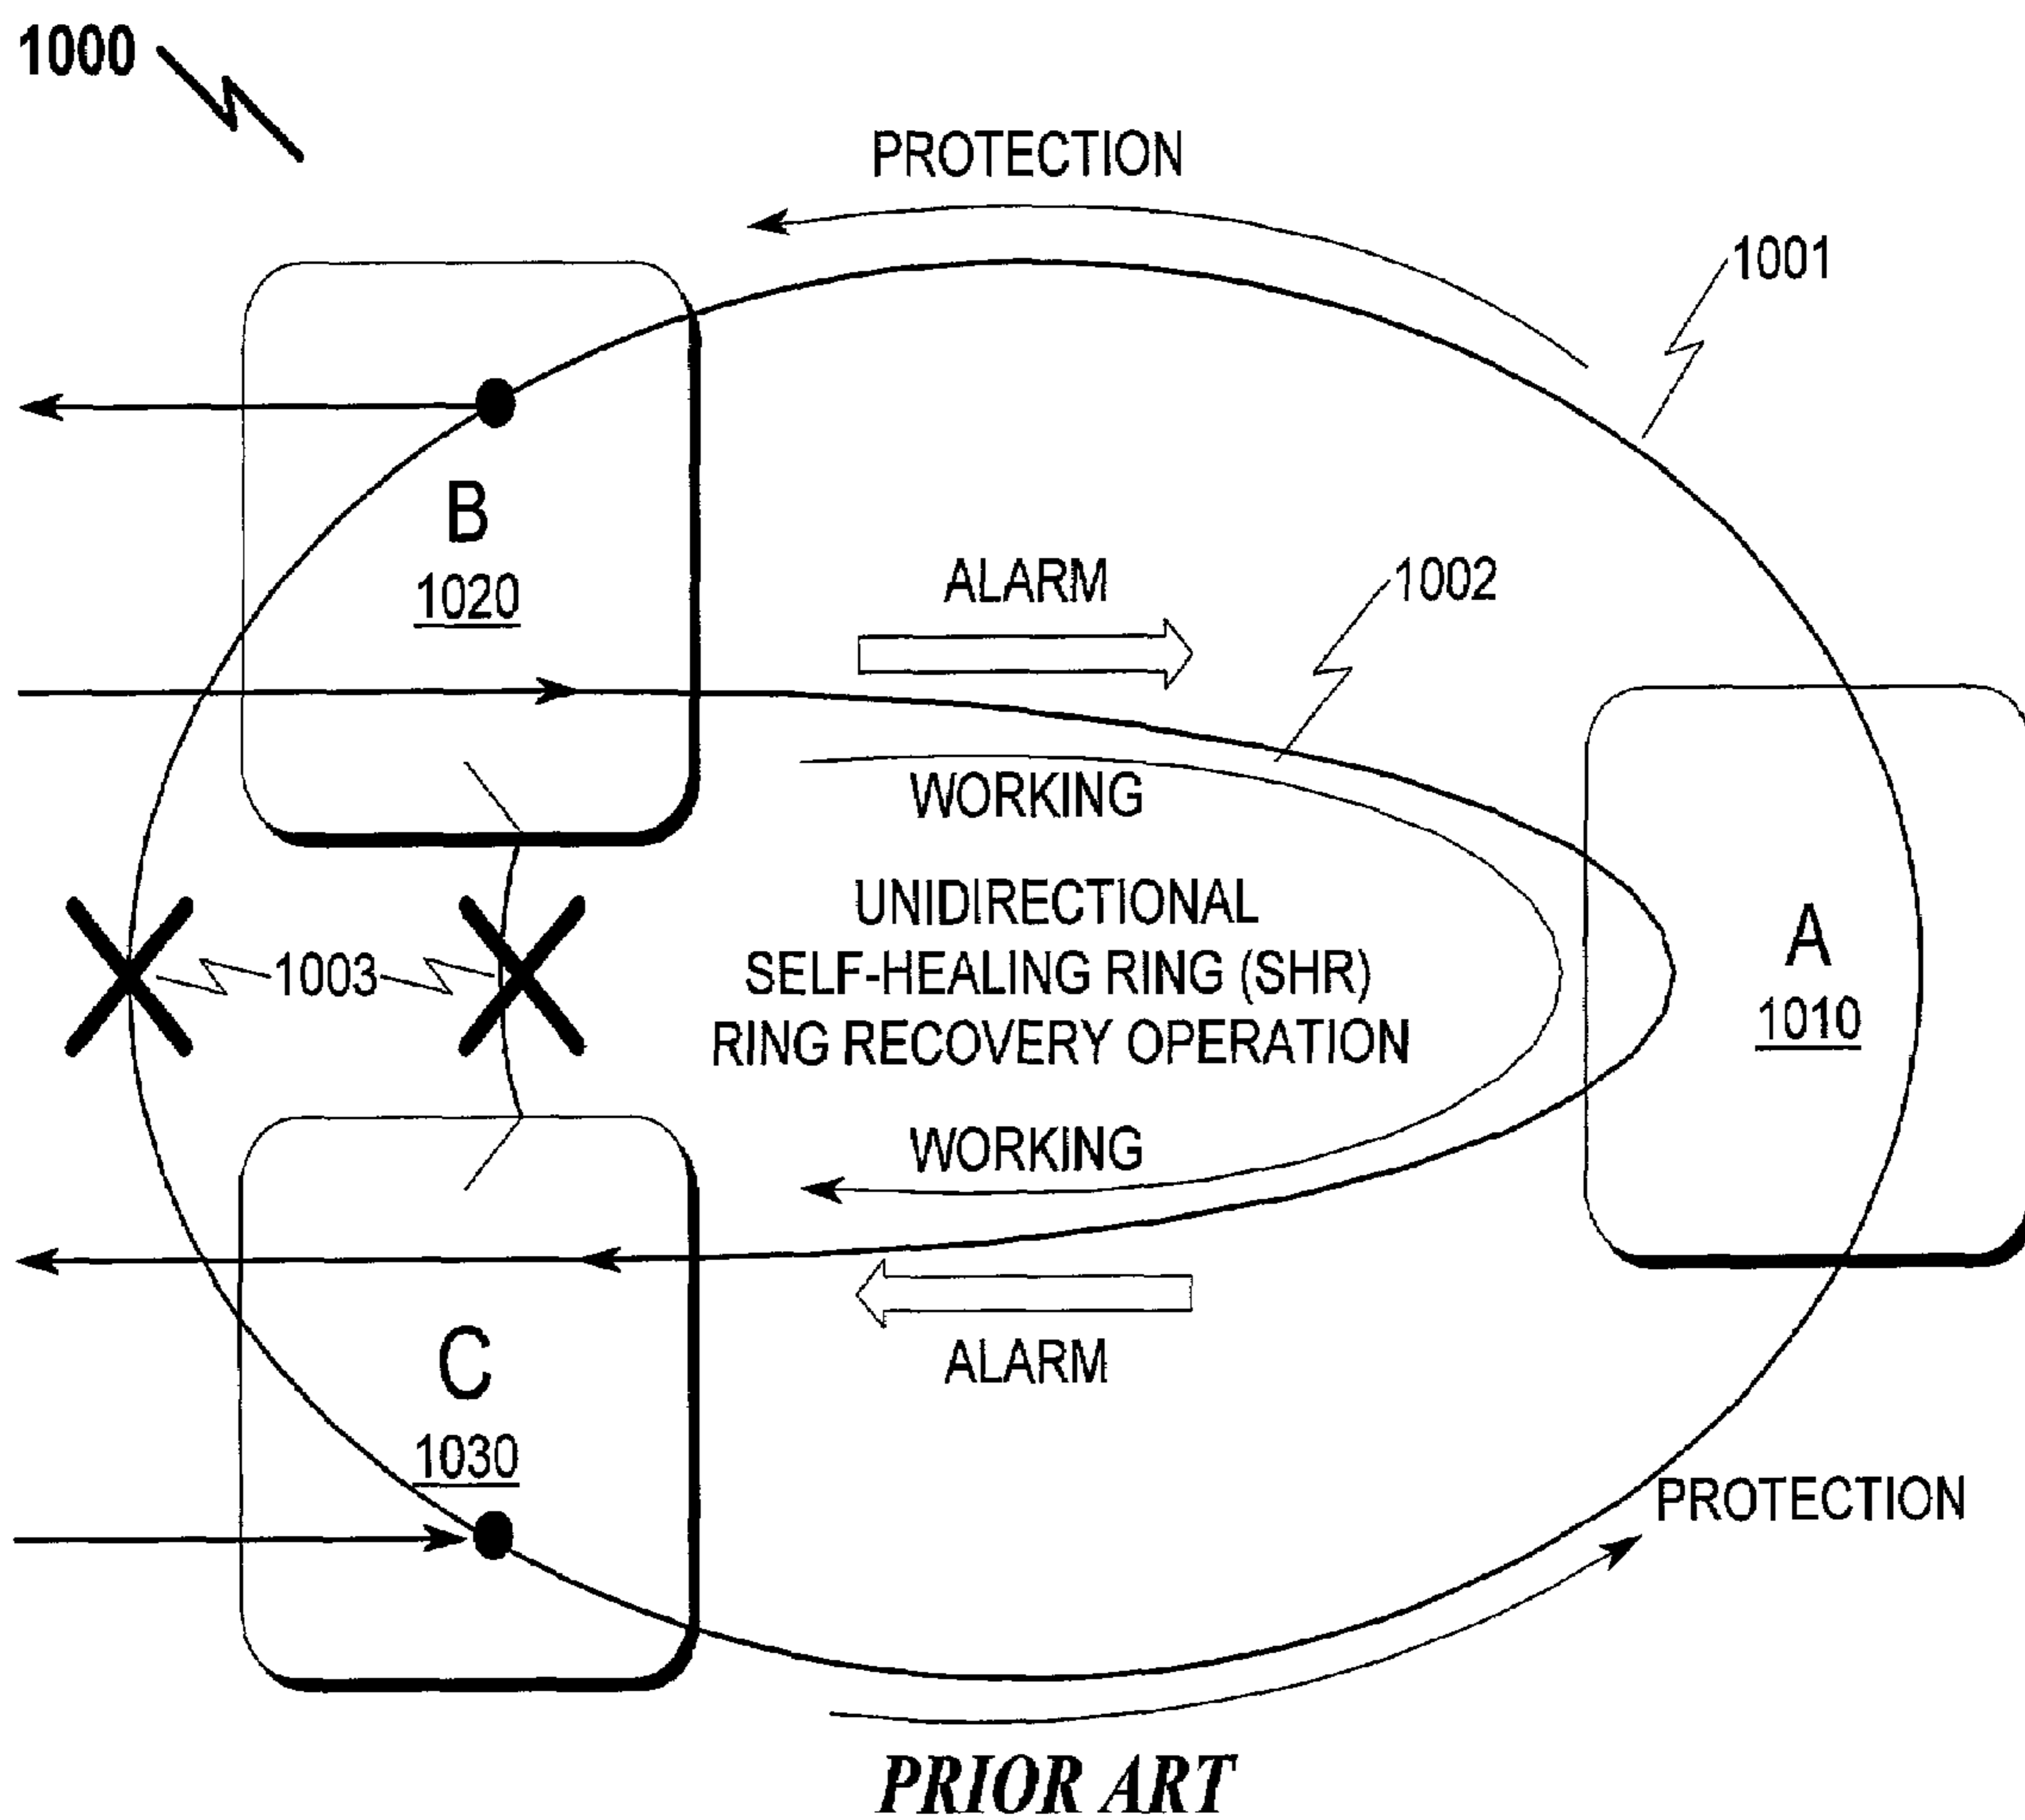 1000
PROTECTION
1001
B
1020
ALARM
1002
WORKING
UNIDIRECTIONAL
SELF-HEALING RING (SHR)
RING RECOVERY OPERATION
1003
A
1010
WORKING
C
1030
ALARM
PROTECTION
PRIOR ART